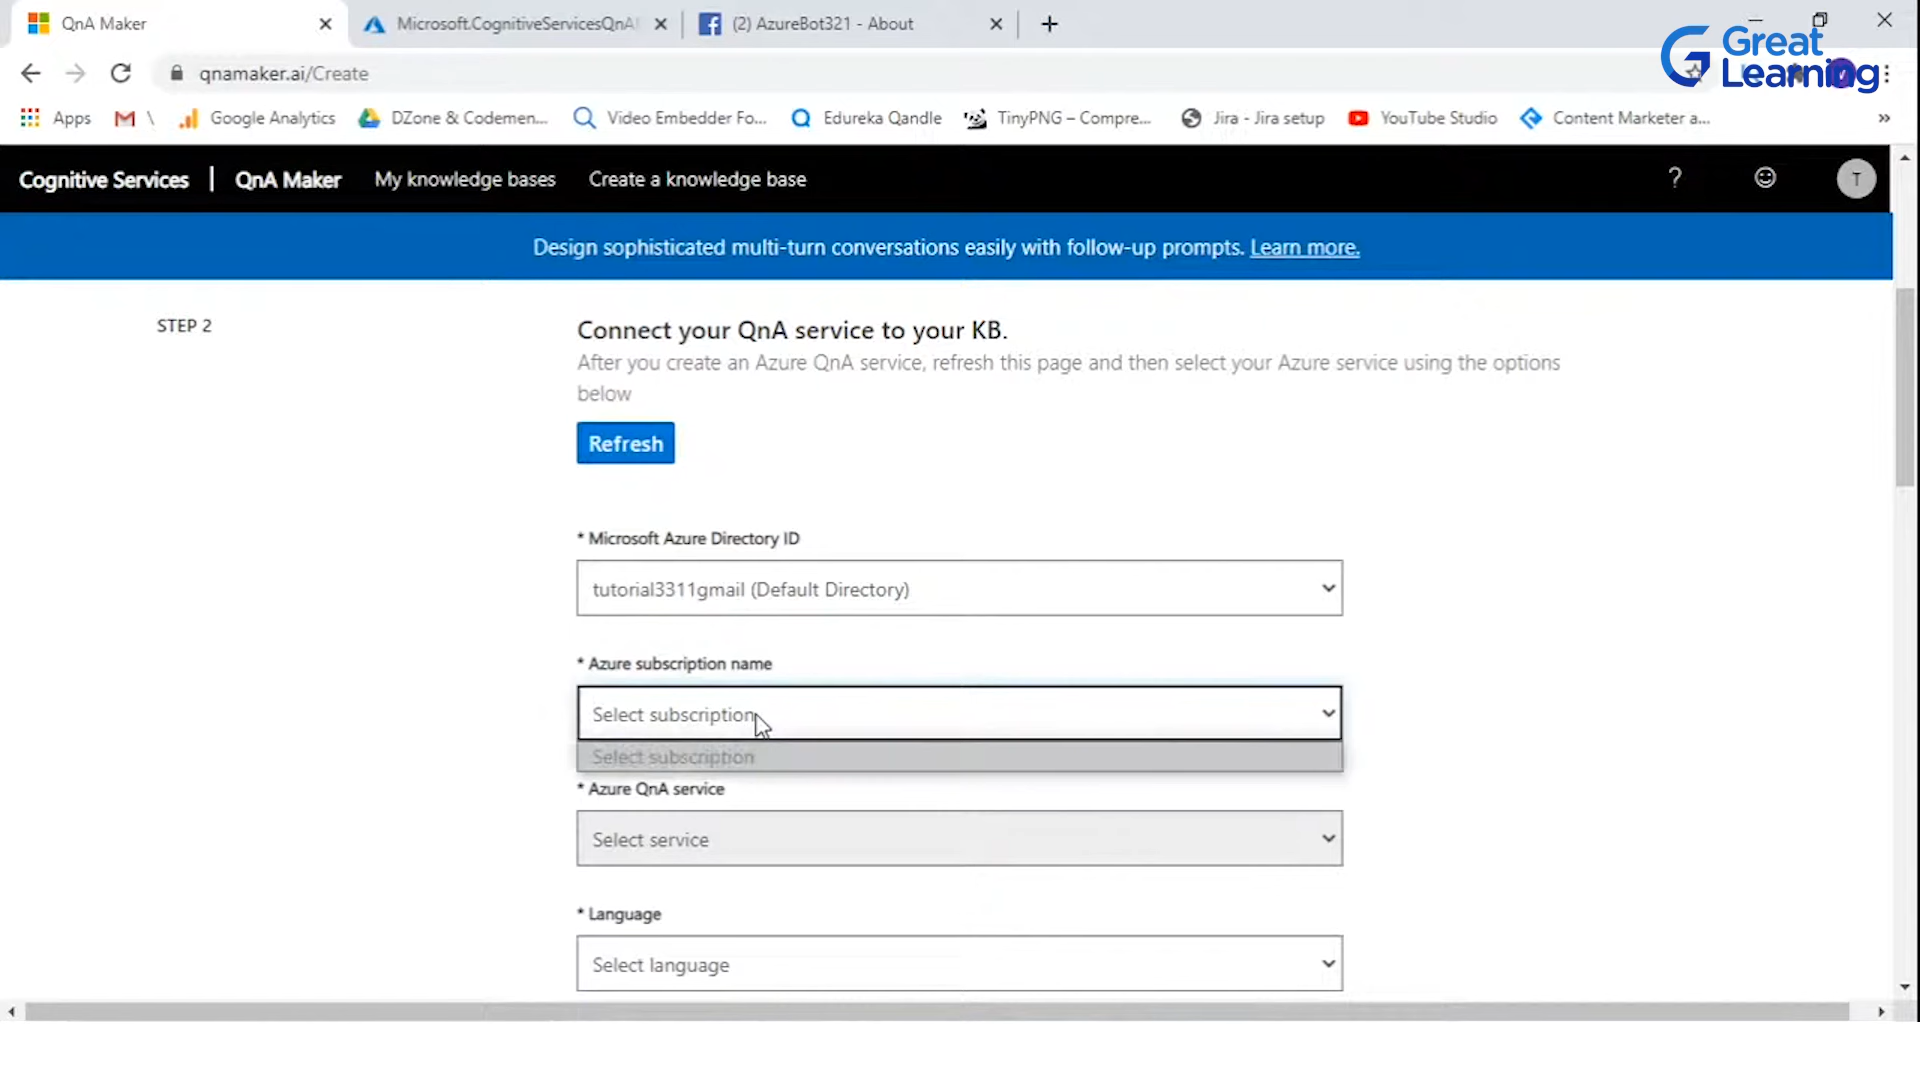 QnA Maker
Microsoft.CognitiveServicesQnA
(2) AzureBot321 - About
Great
Learning
qnamaker.ai/Create
Apps
Google Analytics
DZone & Codemen...
Video Embedder Fo...
Edureka Qandle
TinyPNG – Compre...
Jira - Jira setup
YouTube Studio
Content Marketer a...
Cognitive Services | QnA Maker My knowledge bases Create a knowledge base ? T
Design sophisticated multi-turn conversations easily with follow-up prompts. Learn more.
STEP 2
Connect your QnA service to your KB.
After you create an Azure QnA service, refresh this page and then select your Azure service using the options
below
Refresh
* Microsoft Azure Directory ID
tutorial3311gmail (Default Directory)
* Azure subscription name
Select subscription
Select subscription
* Azure QnA service
Select service
* Language
Select language